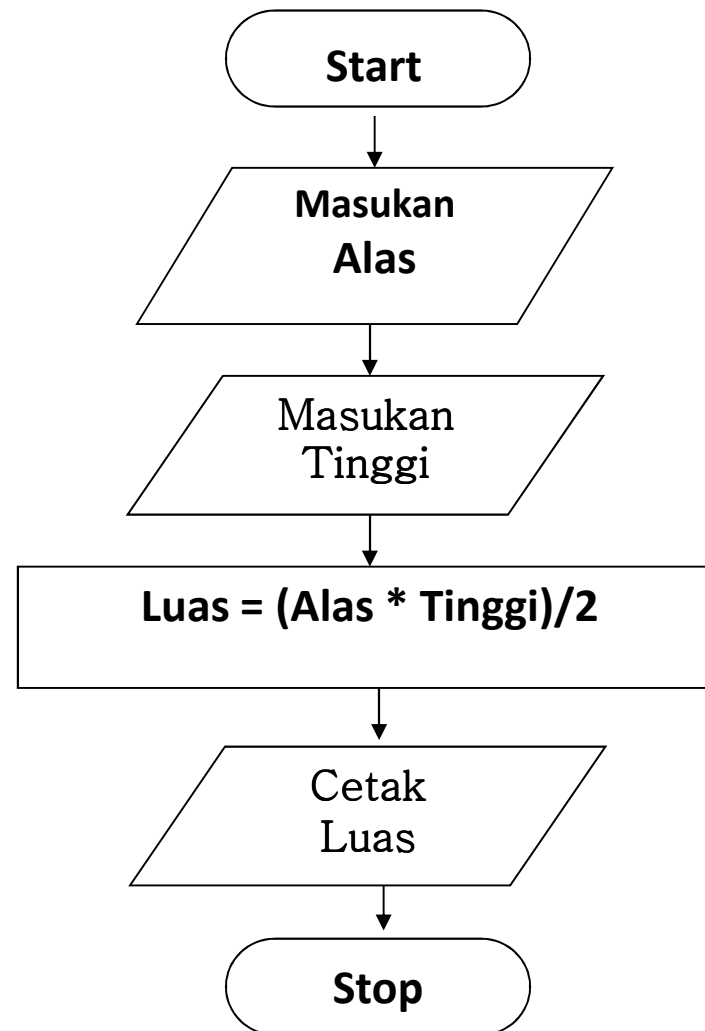 Start
Masukan
Alas
Masukan
Tinggi
Luas = (Alas * Tinggi)/2
Cetak
Luas
Stop